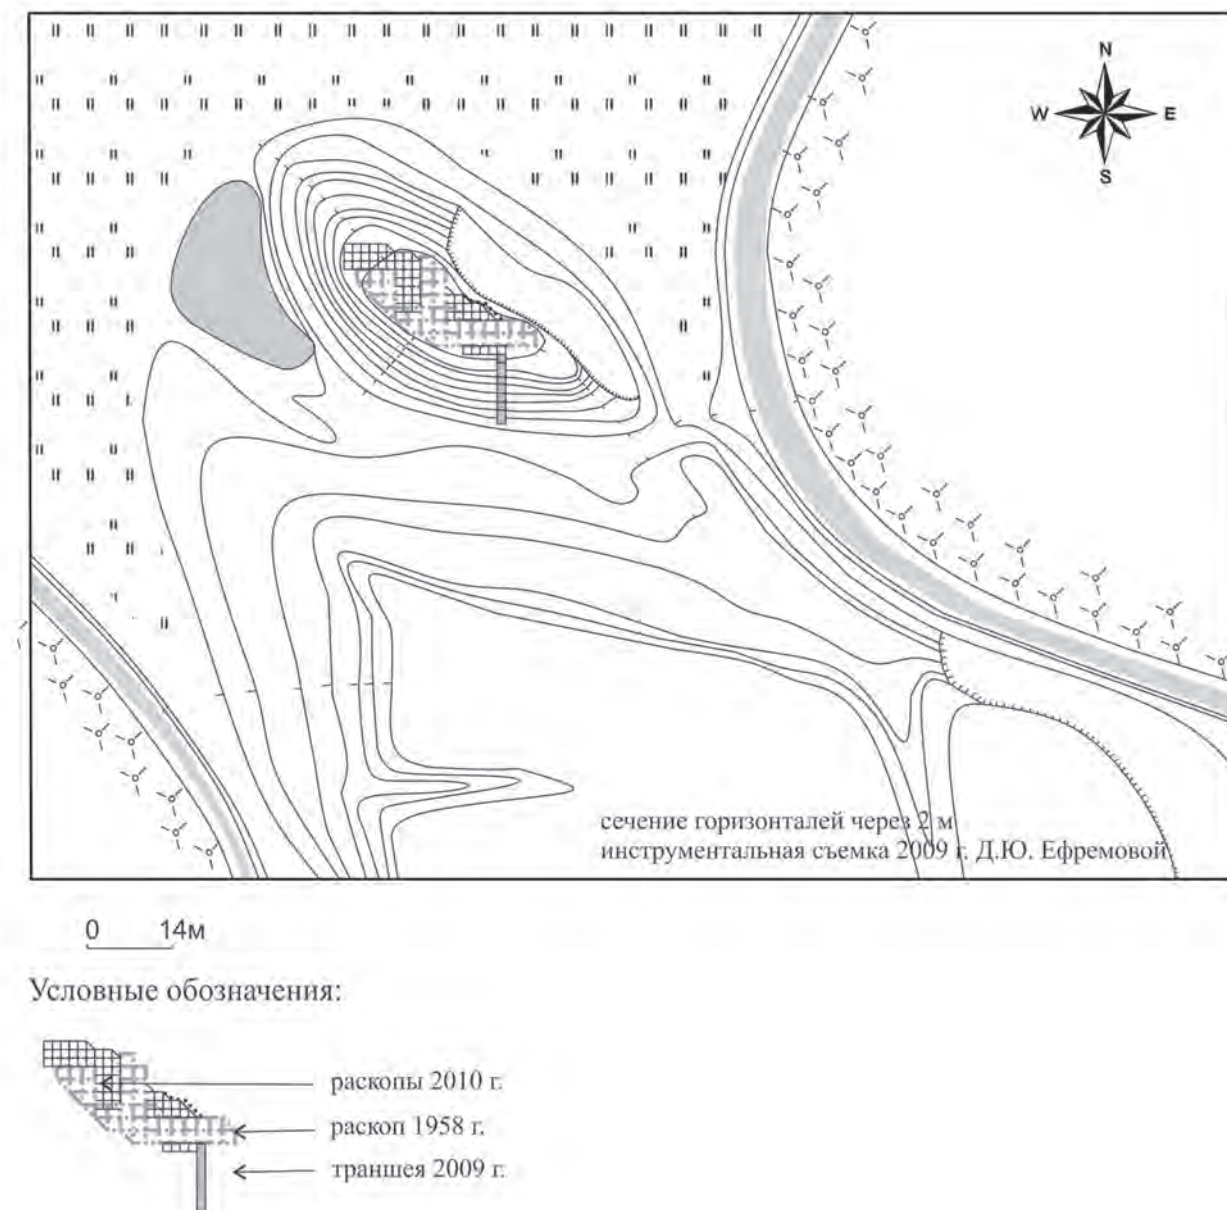 N
W E
S
сечение горизонталей через 2 м
инструментальная съемка 2009 г. Д.Ю. Ефремовой
0 14м
Условные обозначения:
раскопы 2010 г.
раскоп 1958 г.
траншея 2009 г.